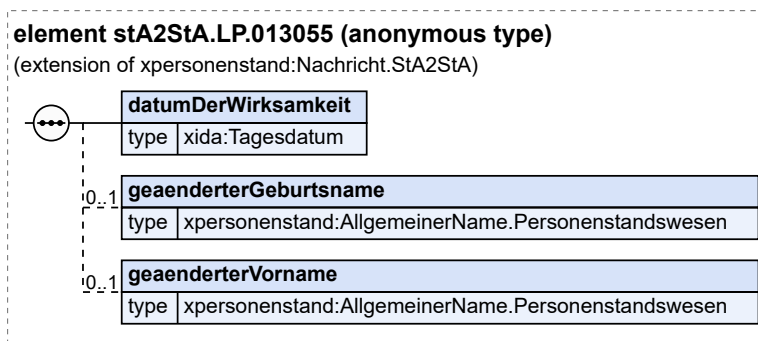 element stA2StA.LP.013055 (anonymous type)
(extension of xpersonenstand:Nachricht.StA2StA)
datumDerWirksamkeit
type xida:Tagesdatum
0..1 geaenderterGeburtsname
type xpersonenstand:AllgemeinerName.Personenstandswesen
0..1 geaenderterVorname
type xpersonenstand:AllgemeinerName.Personenstandswesen